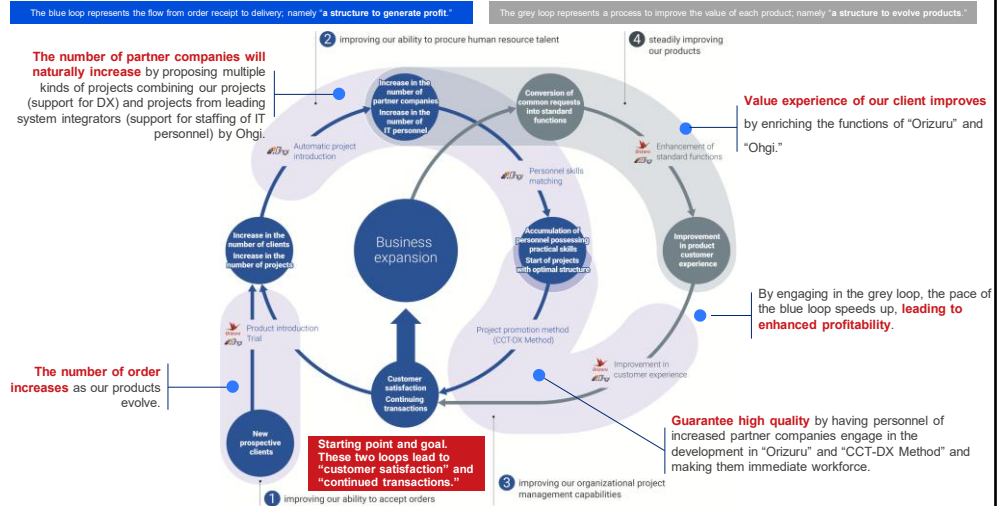 The blue loop represents the flow from order receipt to delivery; namely “a structure to generate profit.”
The grey loop represents a process to improve the value of each product; namely “a structure to evolve products.”
2 improving our ability to procure human resource talent
4 steadily improving
our products
The number of partner companies will
naturally increase by proposing multiple
kinds of projects combining our projects
(support for DX) and projects from leading
system integrators (support for staffing of IT
personnel) by Ohgi.
Increase in the
number of
partner companies
Increase in the
number of
IT personnel
Conversion of
common requests
into standard
functions
Value experience of our client improves
by enriching the functions of “Orizuru” and
“Ohgi.”
Ohgi
Automatic project
introduction
Orizuru
Ohgi
Enhancement of
standard functions
Ohgi
Personnel skills
matching
Increase in the
number of clients
Increase in the
number of projects
Business
expansion
Accumulation of
personnel possessing
practical skills
Start of projects
with optimal structure
Improvement
in product
customer
experience
By engaging in the grey loop, the pace of
the blue loop speeds up, leading to
enhanced profitability.
Orizuru
Ohgi
Product introduction
Trial
Project promotion method
(CCT-DX Method)
Orizuru
Ohgi
Improvement in
customer experience
The number of order
increases as our products
evolve.
Customer
satisfaction
Continuing
transactions
New
prospective
clients
Starting point and goal.
These two loops lead to
“customer satisfaction” and
“continued transactions.”
Guarantee high quality by having personnel of
increased partner companies engage in the
development in “Orizuru” and “CCT-DX Method” and
making them immediate workforce.
3 improving our organizational project
management capabilities
1 improving our ability to accept orders